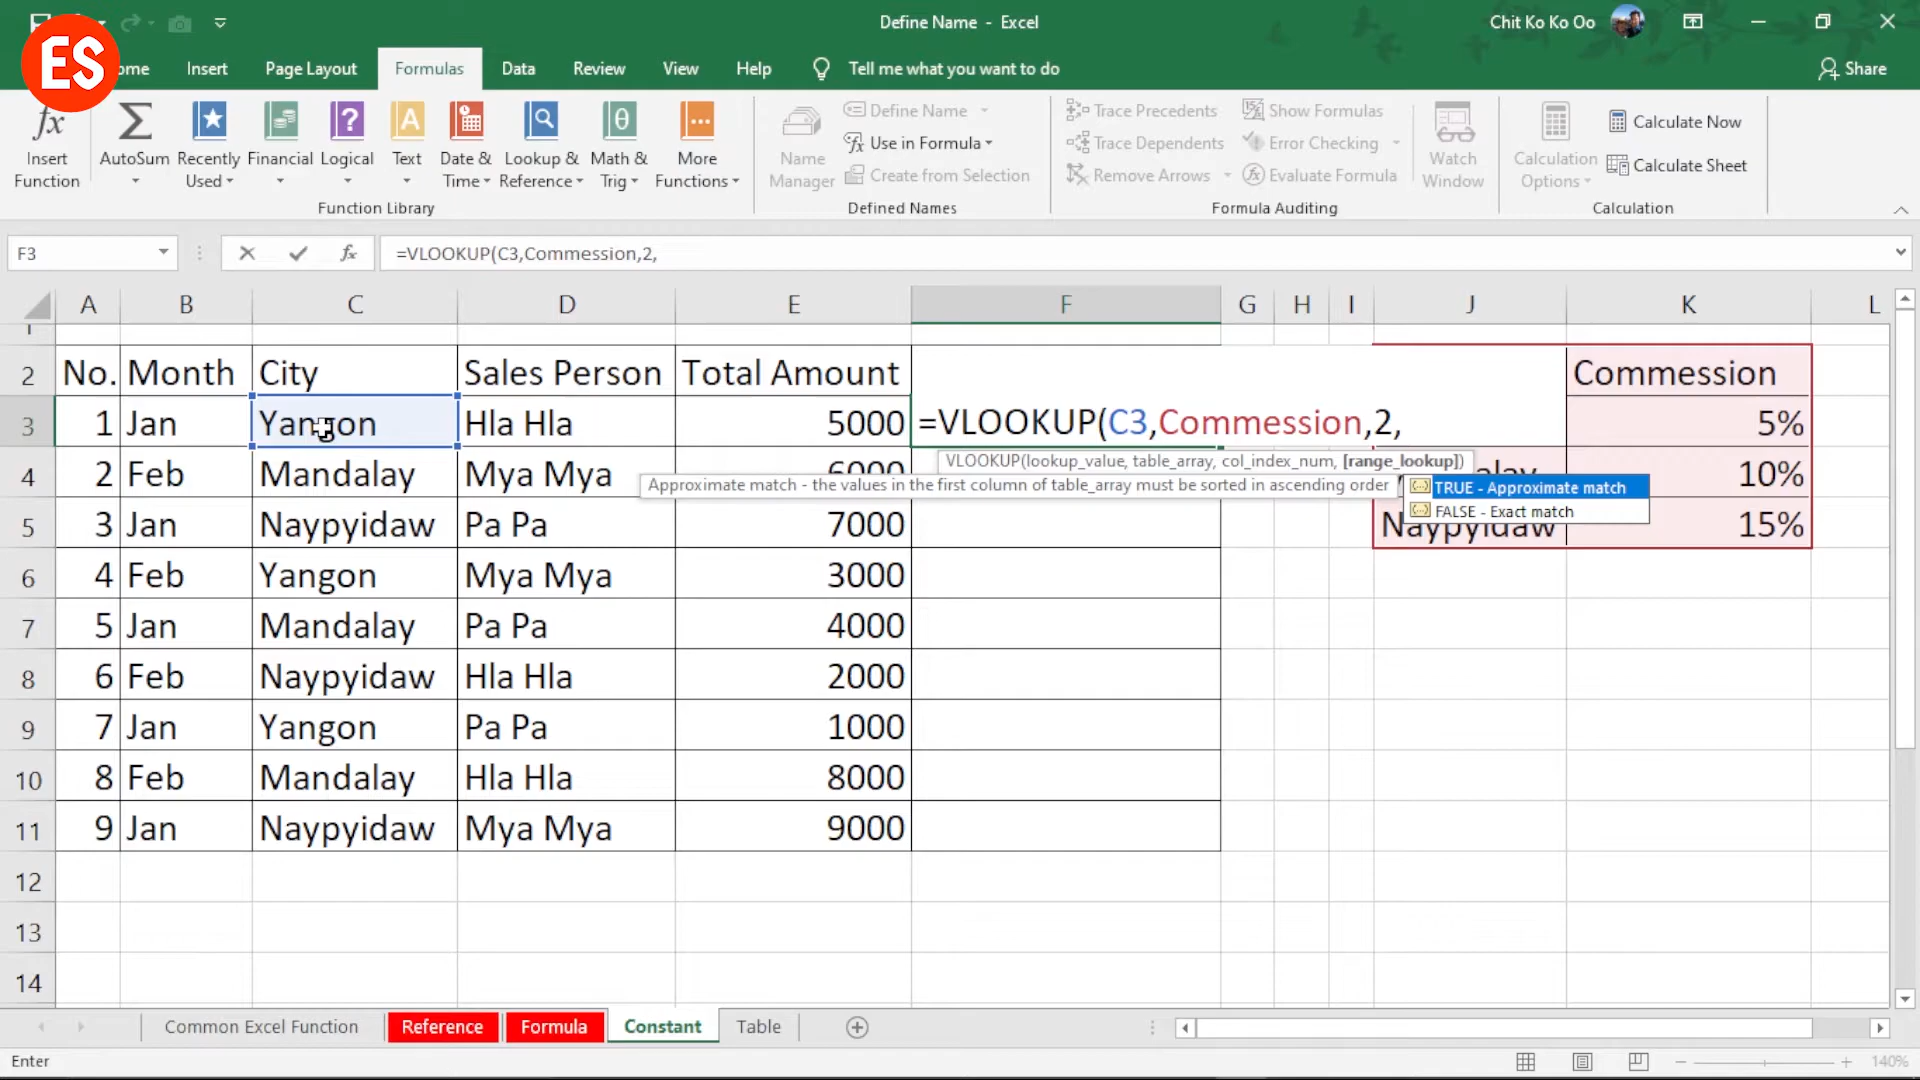 Define Name - Excel
Chit Ko Ko Oo
ES
ome
Insert
Page Layout
Formulas
Data
Review
View
Help
Tell me what you want to do
Share
fx Insert Function
Σ AutoSum
Recently Used
Financial
? Logical
A Text
Date & Time
Lookup & Reference
θ Math & Trig
More Functions
Function Library
Name Manager
Define Name
Use in Formula
Create from Selection
Defined Names
Trace Precedents
Trace Dependents
Remove Arrows
Show Formulas
Error Checking
Evaluate Formula
Watch Window
Formula Auditing
Calculation Options
Calculate Now
Calculate Sheet
Calculation
F3
fx
=VLOOKUP(C3,Commession,2,
A B C D E F G H I J K L
1
2 No. Month City Sales Person Total Amount Commession
3 1 Jan Yangon Hla Hla 5000 =VLOOKUP(C3,Commession,2, 5%
VLOOKUP(lookup_value, table_array, col_index_num, [range_lookup])
4 2 Feb Mandalay Mya Mya 10%
Approximate match - the values in the first column of table_array must be sorted in ascending order
(...) TRUE - Approximate match
(...) FALSE - Exact match
5 3 Jan Naypyidaw Pa Pa 7000 Naypyidaw 15%
6 4 Feb Yangon Mya Mya 3000
7 5 Jan Mandalay Pa Pa 4000
8 6 Feb Naypyidaw Hla Hla 2000
9 7 Jan Yangon Pa Pa 1000
10 8 Feb Mandalay Hla Hla 8000
11 9 Jan Naypyidaw Mya Mya 9000
12
13
14
Common Excel Function
Reference
Formula
Constant
Table
Enter
140%